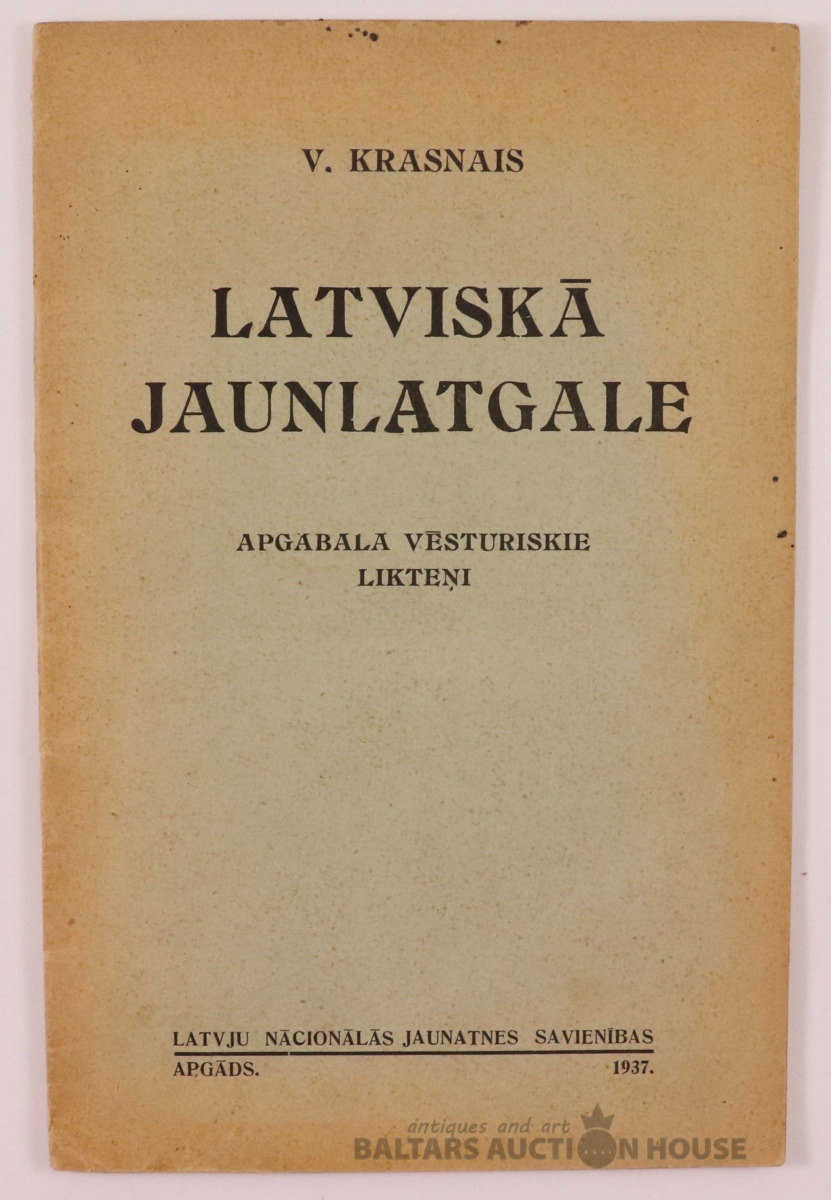 V. KRASNAIS
LATVISKĀ
JAUNLATGALE
APGABALA VĒSTURISKIE
LIKTEŅI
LATVJU NĀCIONĀLĀS JAUNATNES SAVIENĪBAS
APGĀDS. 1937.
antiques and art
BALTARS AUCTION HOUSE